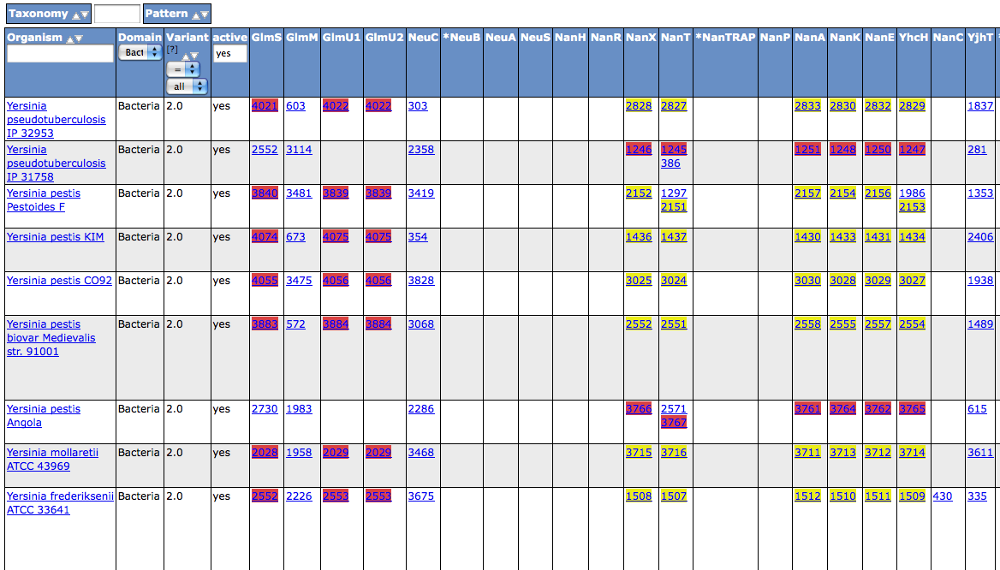 Taxonomy Pattern
Organism Domain Variant active GlmS GlmM GlmU1 GlmU2 NeuC *NeuB NeuA NeuS NanH NanR NanX NanT *NanTRAP NanP NanA NanK NanE YhcH NanC YjhT
Bact [?] yes
=
all
Yersinia Bacteria 2.0 yes 4021 603 4022 4022 303 2828 2827 2833 2830 2832 2829 1837
pseudotuberculosis
IP 32953
Yersinia Bacteria 2.0 yes 2552 3114 2358 1246 1245 1251 1248 1250 1247 281
pseudotuberculosis 386
IP 31758
Yersinia pestis Bacteria 2.0 yes 3840 3481 3839 3839 3419 2152 1297 2157 2154 2156 1986 1353
Pestoides F 2151 2153
Yersinia pestis KIM Bacteria 2.0 yes 4074 673 4075 4075 354 1436 1437 1430 1433 1431 1434 2406
Yersinia pestis CO92 Bacteria 2.0 yes 4055 3475 4056 4056 3828 3025 3024 3030 3028 3029 3027 1938
Yersinia pestis Bacteria 2.0 yes 3883 572 3884 3884 3068 2552 2551 2558 2555 2557 2554 1489
biovar Medievalis
str. 91001
Yersinia pestis Bacteria 2.0 yes 2730 1983 2286 3766 2571 3761 3764 3762 3765 615
Angola 3767
Yersinia mollaretii Bacteria 2.0 yes 2028 1958 2029 2029 3468 3715 3716 3711 3713 3712 3714 3611
ATCC 43969
Yersinia frederiksenii Bacteria 2.0 yes 2552 2226 2553 2553 3675 1508 1507 1512 1510 1511 1509 430 335
ATCC 33641